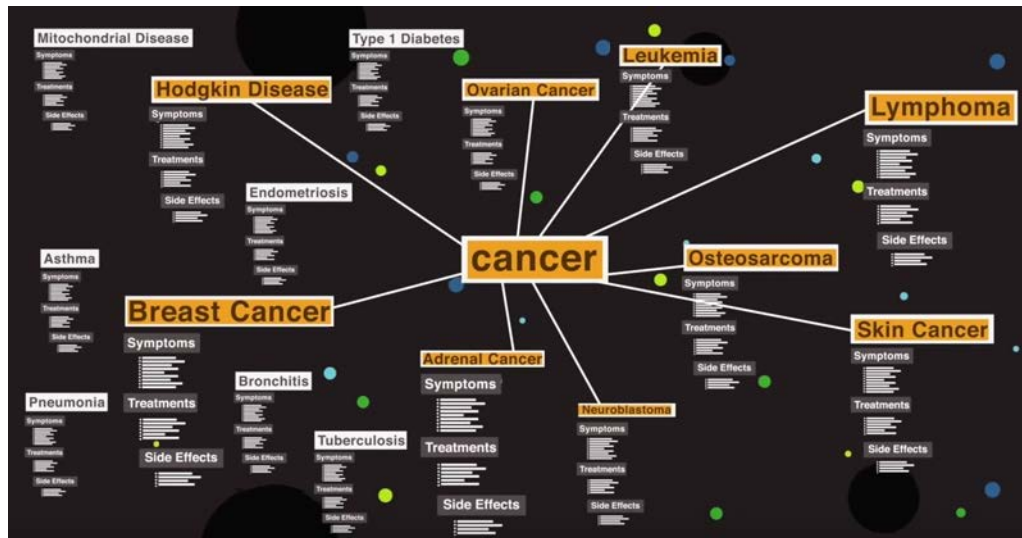 Mitochondrial Disease
Symptoms
Treatments
Side Effects
Hodgkin Disease
Symptoms
Treatments
Side Effects
Type 1 Diabetes
Symptoms
Treatments
Side Effects
Ovarian Cancer
Symptoms
Treatments
Side Effects
Leukemia
Symptoms
Treatments
Side Effects
Lymphoma
Symptoms
Treatments
Side Effects
Endometriosis
Symptoms
Treatments
Side Effects
cancer
Asthma
Symptoms
Treatments
Side Effects
Osteosarcoma
Symptoms
Treatments
Side Effects
Breast Cancer
Symptoms
Treatments
Side Effects
Skin Cancer
Symptoms
Treatments
Side Effects
Adrenal Cancer
Symptoms
Treatments
Side Effects
Bronchitis
Symptoms
Treatments
Side Effects
Pneumonia
Symptoms
Treatments
Side Effects
Neuroblastoma
Symptoms
Treatments
Side Effects
Tuberculosis
Symptoms
Treatments
Side Effects